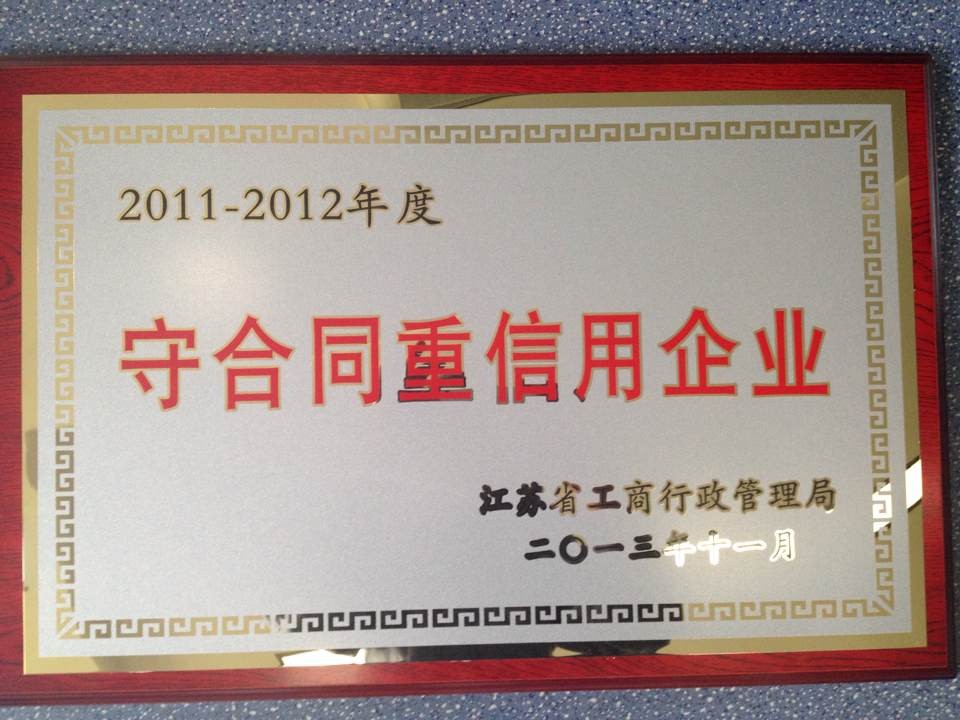 2011-2012年度
守合同重信用企业
江苏省工商行政管理局
二〇一三年十一月